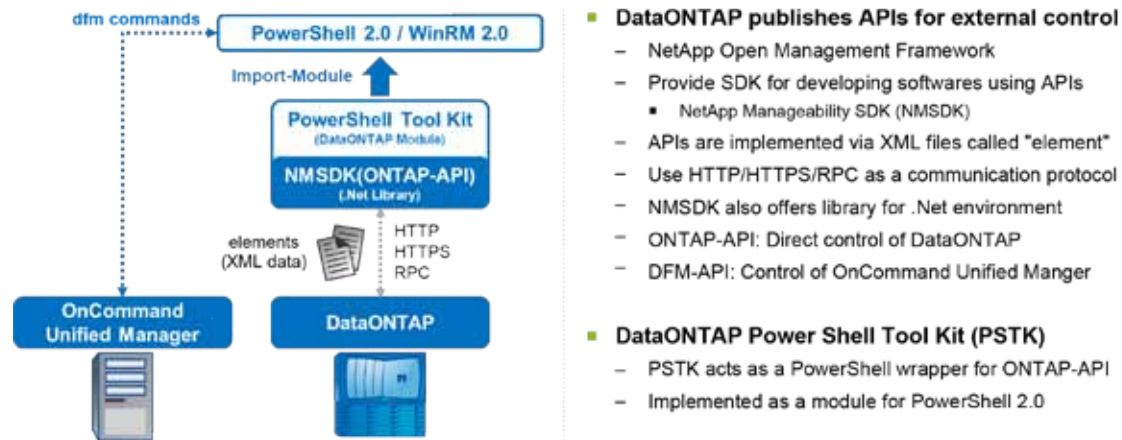 dfm commands
PowerShell 2.0 / WinRM 2.0
Import-Module
PowerShell Tool Kit
(DataONTAP Module)
NMSDK(ONTAP-API)
(.Net Library)
elements
(XML data)
HTTP
HTTPS
RPC
OnCommand
Unified Manager
DataONTAP
DataONTAP publishes APIs for external control
– NetApp Open Management Framework
– Provide SDK for developing softwares using APIs
▪ NetApp Manageability SDK (NMSDK)
– APIs are implemented via XML files called "element"
– Use HTTP/HTTPS/RPC as a communication protocol
– NMSDK also offers library for .Net environment
– ONTAP-API: Direct control of DataONTAP
– DFM-API: Control of OnCommand Unified Manger
DataONTAP Power Shell Tool Kit (PSTK)
– PSTK acts as a PowerShell wrapper for ONTAP-API
– Implemented as a module for PowerShell 2.0